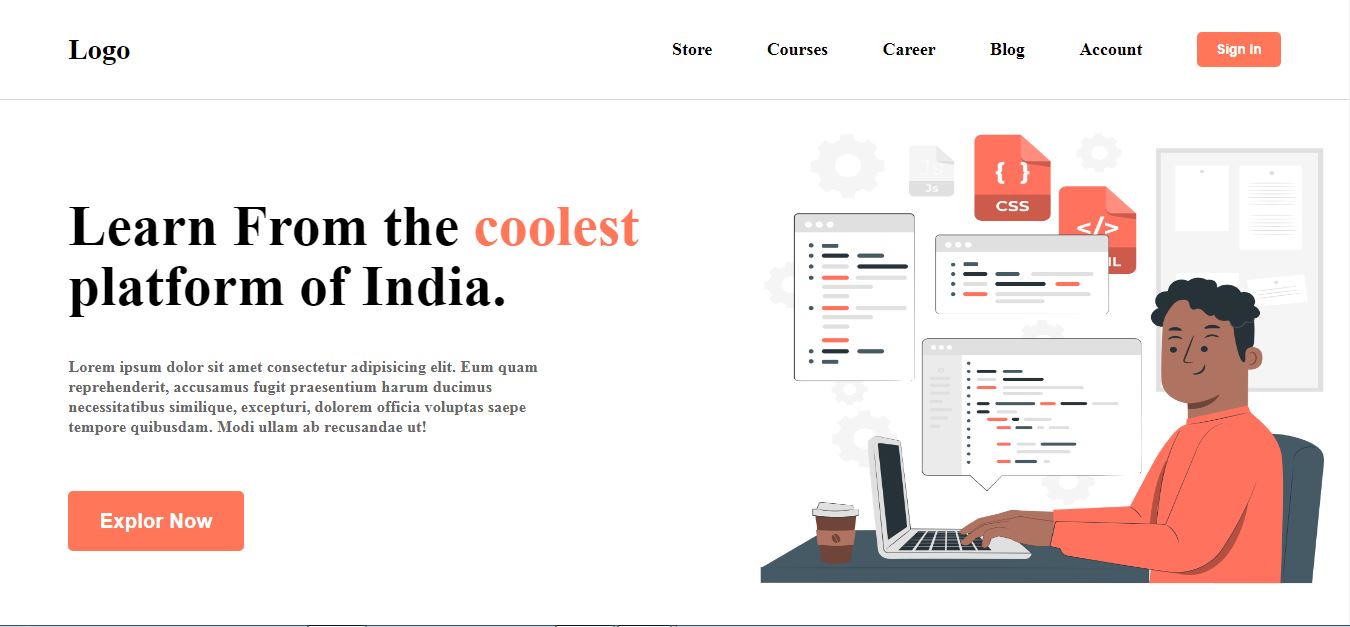 Logo
Store Courses Career Blog Account Sign In
Learn From the coolest
platform of India.
Lorem ipsum dolor sit amet consectetur adipisicing elit. Eum quam
reprehenderit, accusamus fugit praesentium harum ducimus
necessitatibus similique, excepturi, dolorem officia voluptas saepe
tempore quibusdam. Modi ullam ab recusandae ut!
Explor Now
Js
Js
{ }
CSS
</>